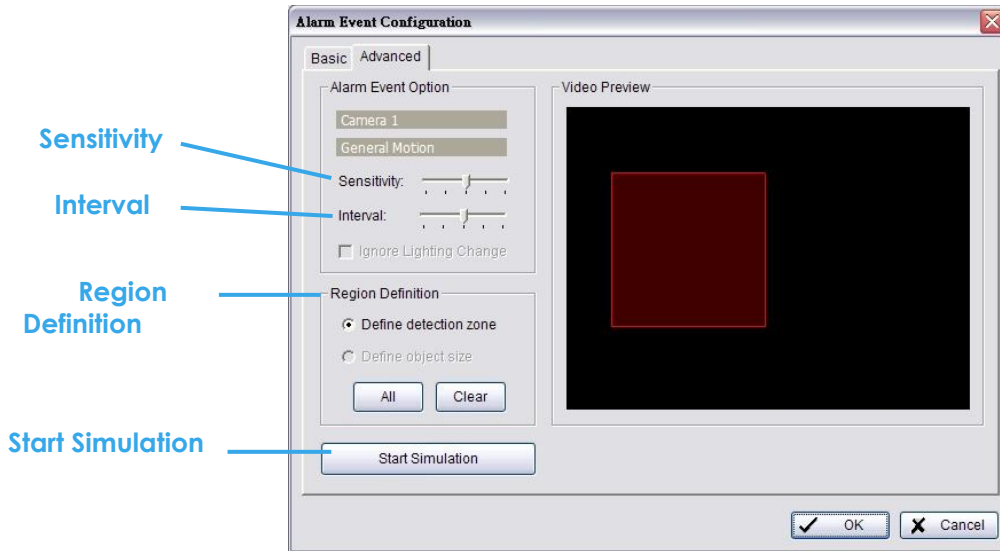 Alarm Event Configuration
Basic
Advanced
Alarm Event Option
Camera 1
General Motion
Sensitivity:
Interval:
Ignore Lighting Change
Region Definition
Define detection zone
Define object size
All
Clear
Start Simulation
Video Preview
OK
Cancel
Sensitivity
Interval
Region
Definition
Start Simulation